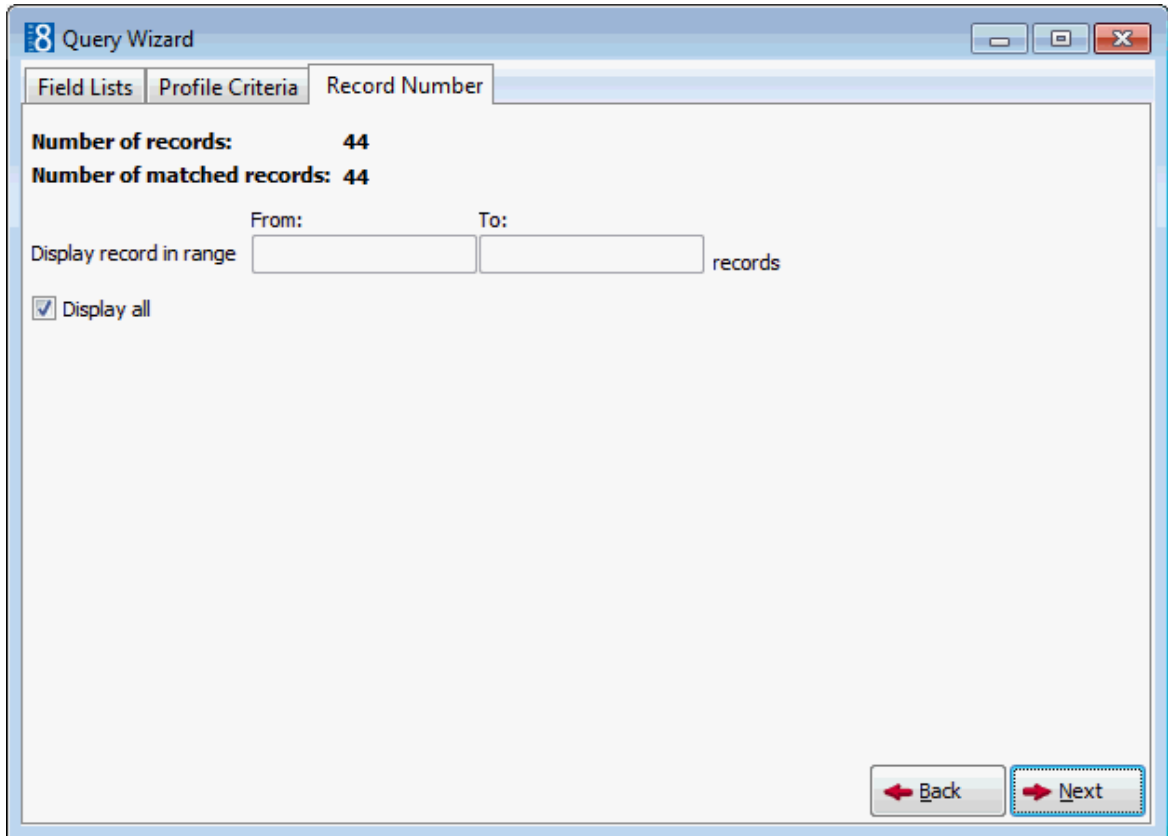 8 Query Wizard
Field Lists Profile Criteria Record Number
Number of records: 44
Number of matched records: 44
From: To:
Display record in range records
Display all
Back Next